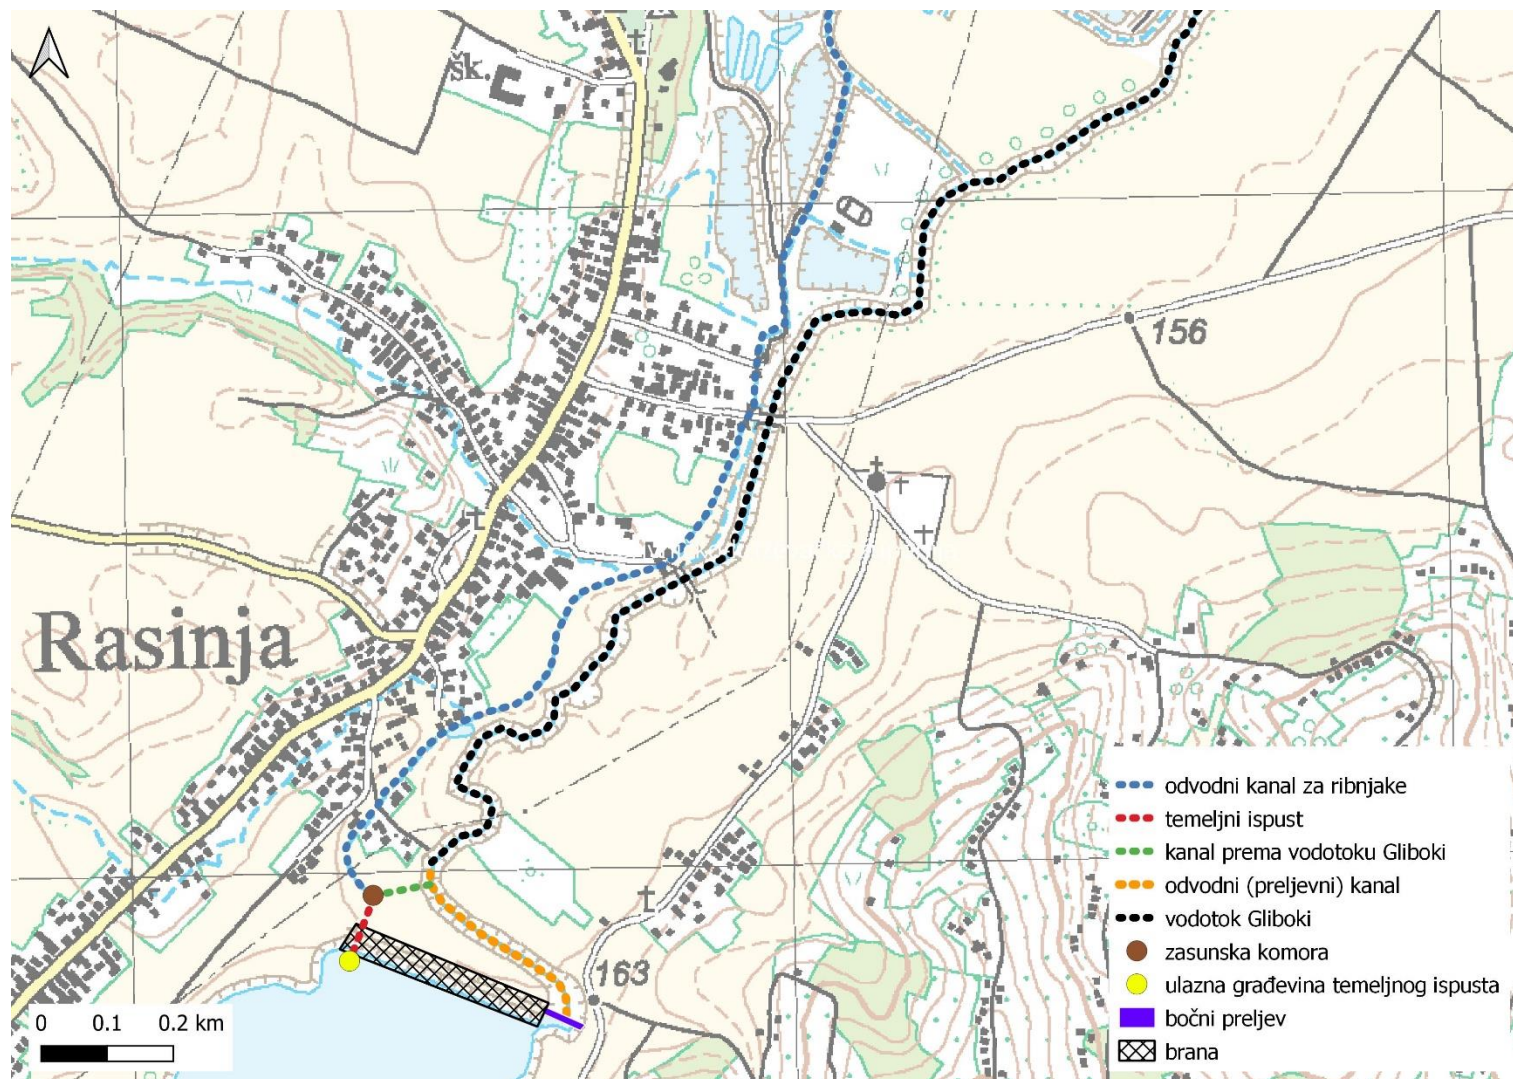 šk.
156
Rasinja
163
0 0.1 0.2 km
odvodni kanal za ribnjake
temeljni ispust
kanal prema vodotoku Gliboki
odvodni (preljevni) kanal
vodotok Gliboki
zasunska komora
ulazna građevina temeljnog ispusta
bočni preljev
brana